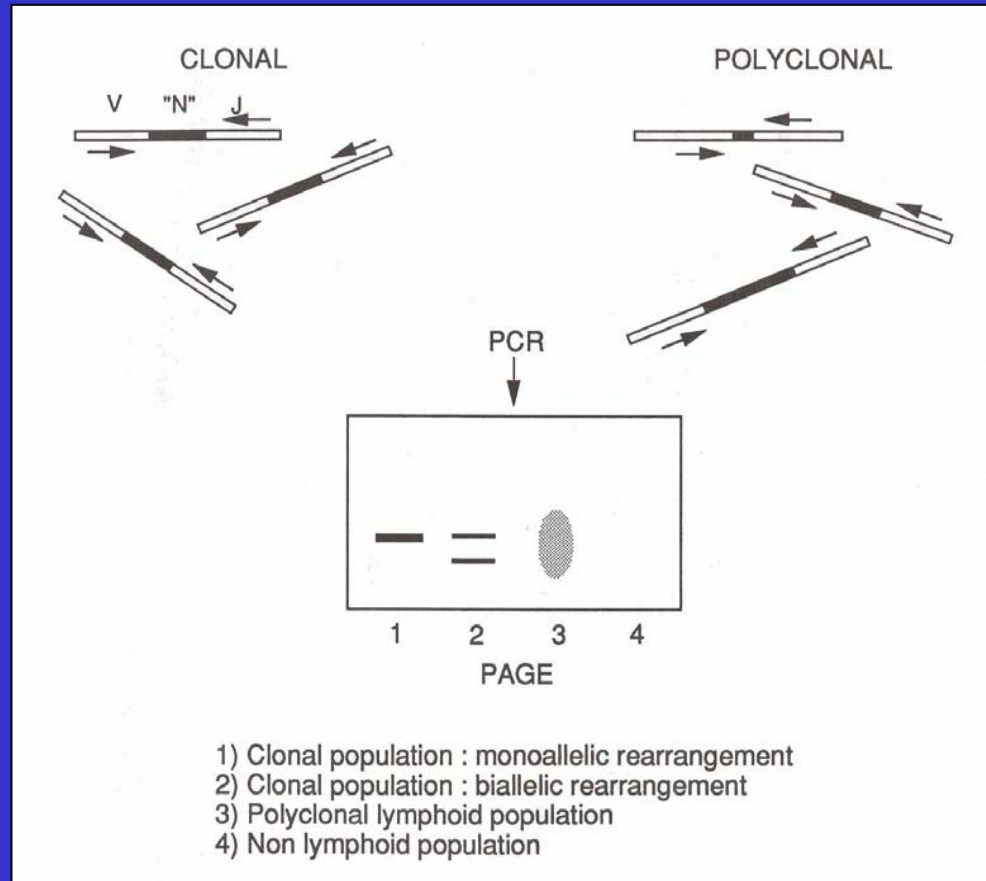 CLONAL
POLYCLONAL
V "N" J
PCR
1 2 3 4
PAGE
1) Clonal population : monoallelic rearrangement
2) Clonal population : biallelic rearrangement
3) Polyclonal lymphoid population
4) Non lymphoid population